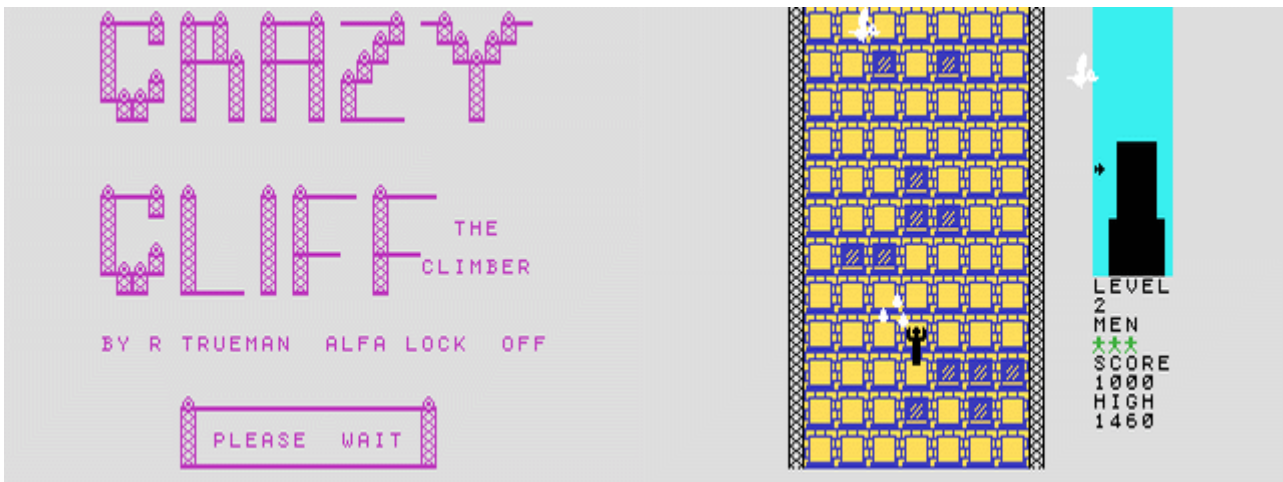 CRAZY
CLIFF
THE
CLIMBER
BY R TRUEMAN ALFA LOCK OFF
PLEASE WAIT
LEVEL
2
MEN
SCORE
1000
HIGH
1460